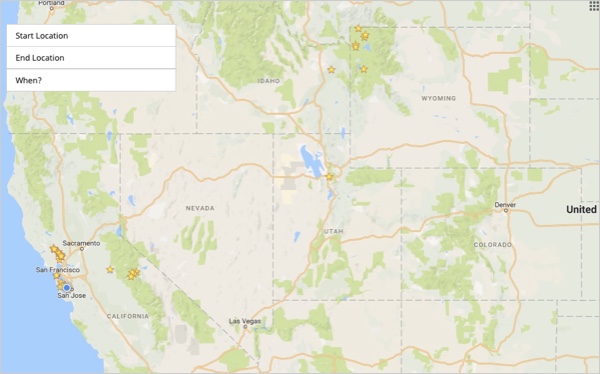 Portland
Start Location
End Location
When?
IDAHO
WYOMING
NEVADA
Denver
United
UTAH
Sacramento
COLORADO
San Francisco
San Jose
CALIFORNIA
Las Vegas